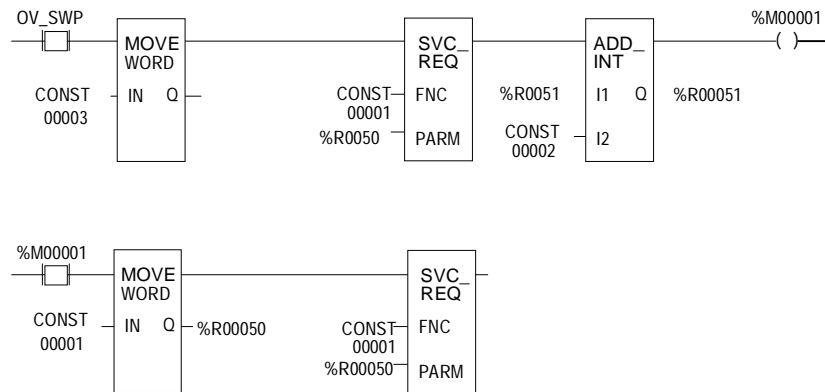 OV_SWP %M00001
MOVE WORD SVC_ REQ ADD_ INT
CONST 00003 IN Q CONST 00001 FNC %R0051 I1 Q %R00051
%R0050 PARM CONST 00002 I2
%M00001
MOVE WORD SVC_ REQ
CONST 00001 IN Q %R00050 CONST 00001 FNC
%R00050 PARM